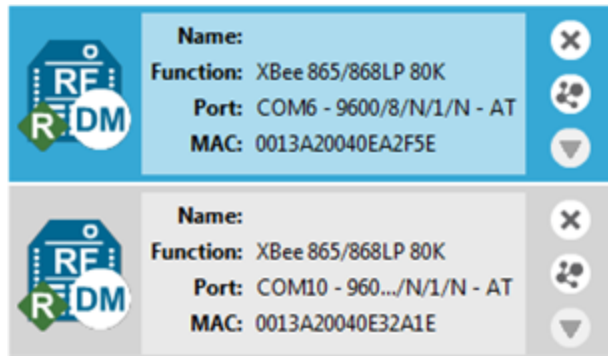 Name:
Function: XBee 865/868LP 80K
Port: COM6 - 9600/8/N/1/N - AT
MAC: 0013A20040EA2F5E
RF
R DM
Name:
Function: XBee 865/868LP 80K
Port: COM10 - 960.../N/1/N - AT
MAC: 0013A20040E32A1E
RF
R DM